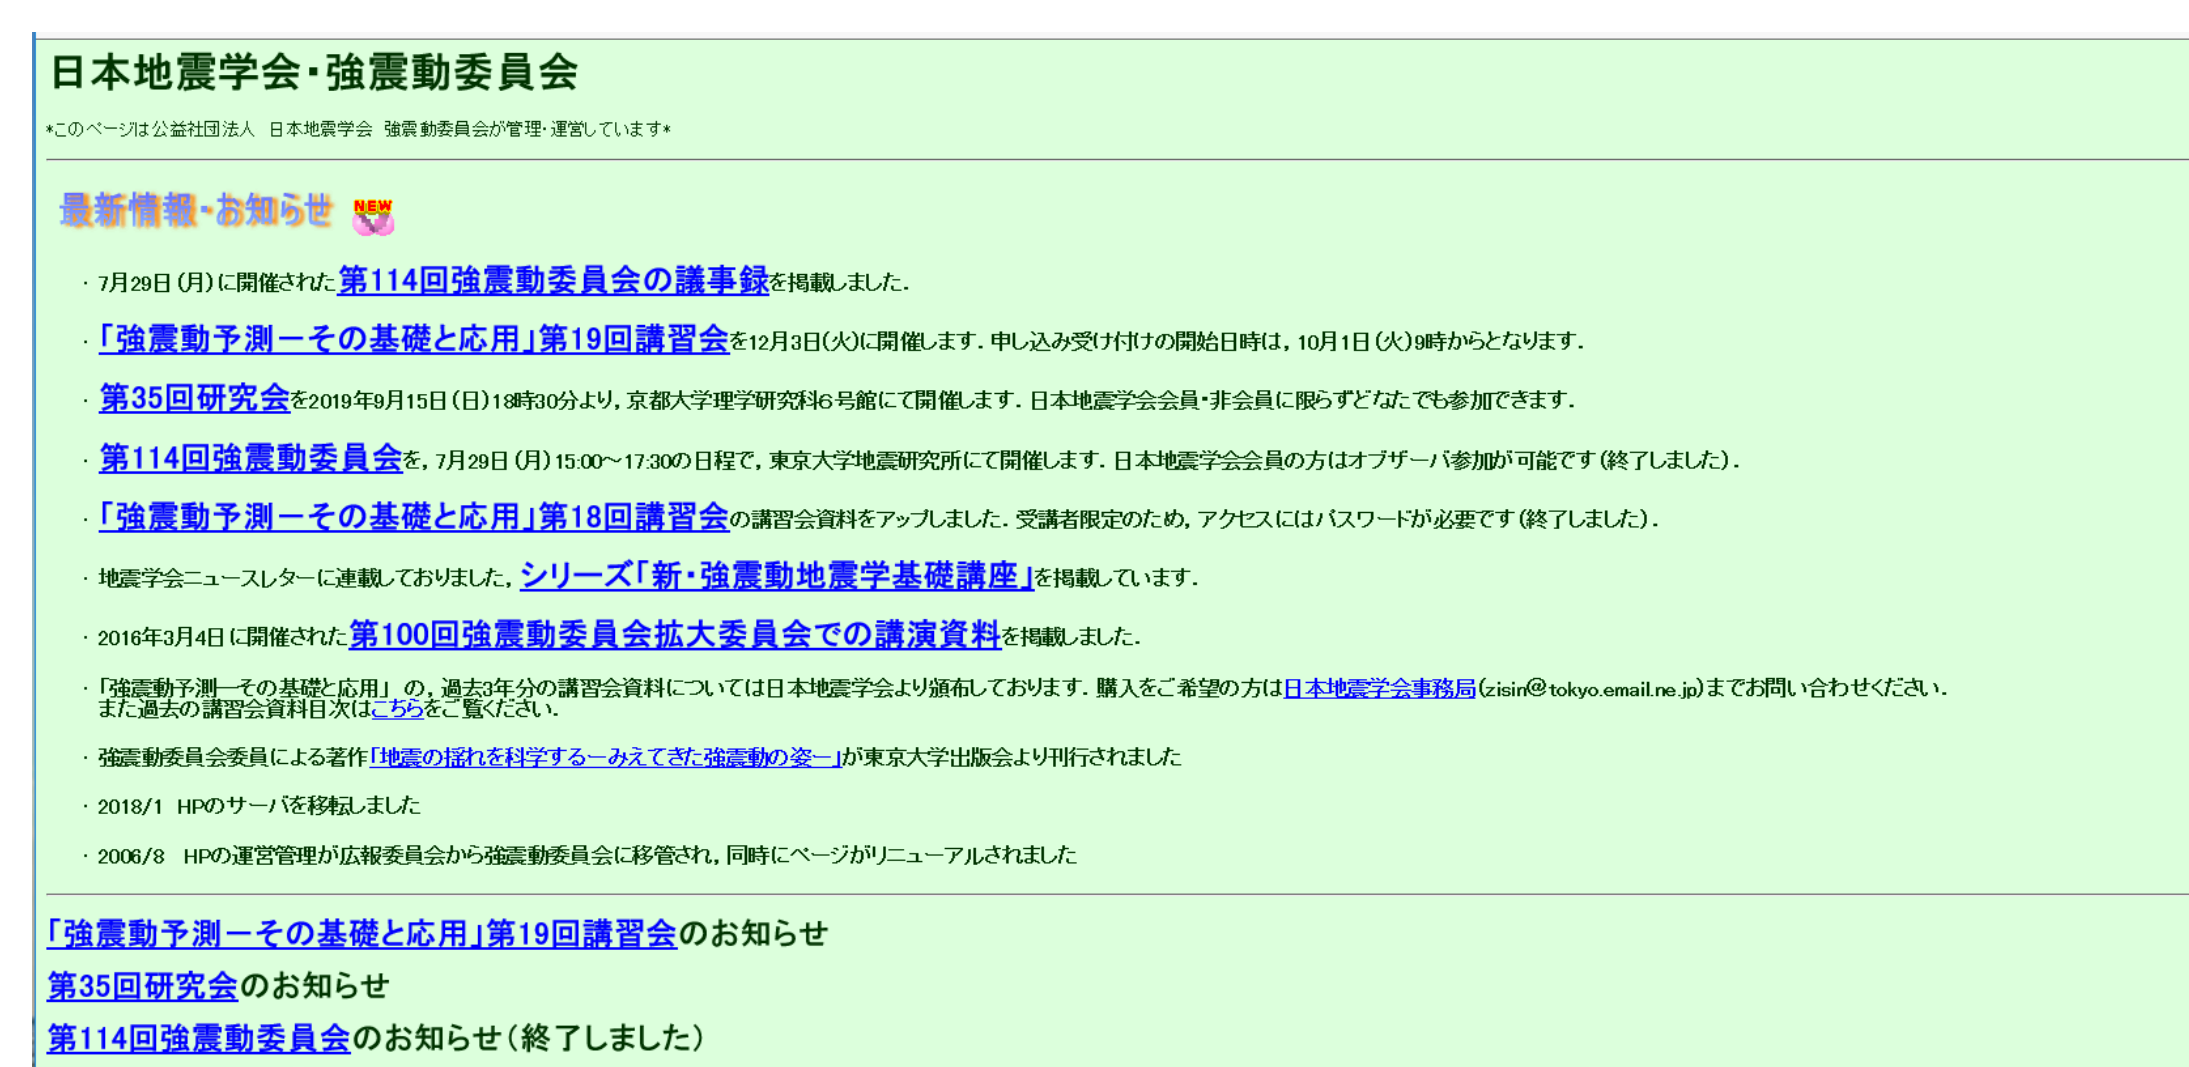 日本地震学会・強震動委員会
*このページは公益社団法人 日本地震学会 強震動委員会が管理・運営しています*
最新情報・お知らせ NEW
・7月29日(月)に開催された第114回強震動委員会の議事録を掲載しました.
・「強震動予測－その基礎と応用」第19回講習会を12月3日(火)に開催します. 申し込み受け付けの開始日時は, 10月1日(火)9時からとなります.
・第35回研究会を2019年9月15日(日)18時30分より, 京都大学理学研究科6号館にて開催します. 日本地震学会会員・非会員に限らずどなたでも参加できます.
・第114回強震動委員会を, 7月29日(月)15:00～17:30の日程で, 東京大学地震研究所にて開催します. 日本地震学会会員の方はオブザーバ参加が可能です(終了しました).
・「強震動予測－その基礎と応用」第18回講習会の講習会資料をアップしました. 受講者限定のため, アクセスにはパスワードが必要です(終了しました).
・地震学会ニュースレターに連載しておりました, シリーズ「新・強震動地震学基礎講座」を掲載しています.
・2016年3月4日に開催された第100回強震動委員会拡大委員会での講演資料を掲載しました.
・「強震動予測―その基礎と応用」 の, 過去3年分の講習会資料については日本地震学会より頒布しております. 購入をご希望の方は日本地震学会事務局(zisin@tokyo.email.ne.jp)までお問い合わせください.
また過去の講習会資料目次はこちらをご覧ください.
・強震動委員会委員による著作「地震の揺れを科学するーみえてきた強震動の姿ー」が東京大学出版会より刊行されました
・2018/1 HPのサーバを移転しました
・2006/8 HPの運営管理が広報委員会から強震動委員会に移管され, 同時にページがリニューアルされました
「強震動予測－その基礎と応用」第19回講習会のお知らせ
第35回研究会のお知らせ
第114回強震動委員会のお知らせ(終了しました)